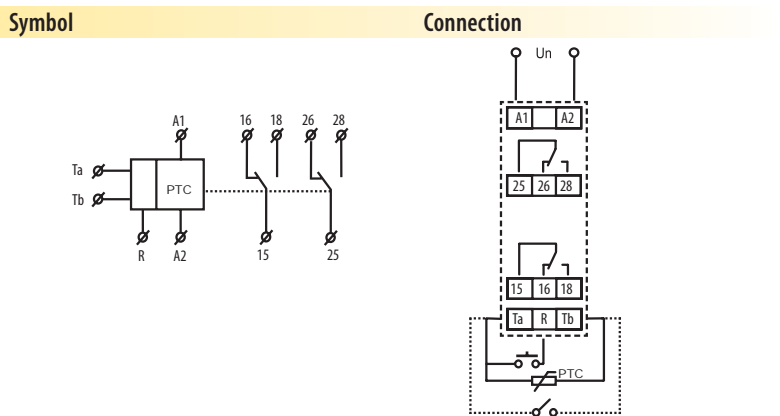 Symbol
Connection
Un
A1 A2
25 26 28
15 16 18
Ta R Tb
PTC
A1 16 18 26 28
Ta
PTC
Tb
R A2 15 25